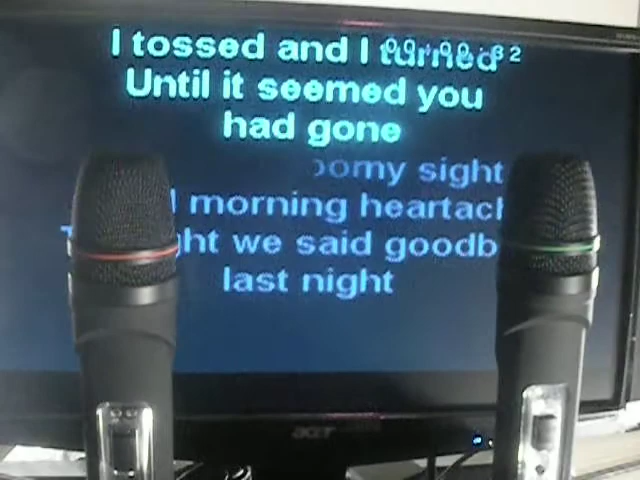 I tossed and I turned
Until it seemed you
had gone
omy sight
morning heartach
ght we said goodb
last night
acer